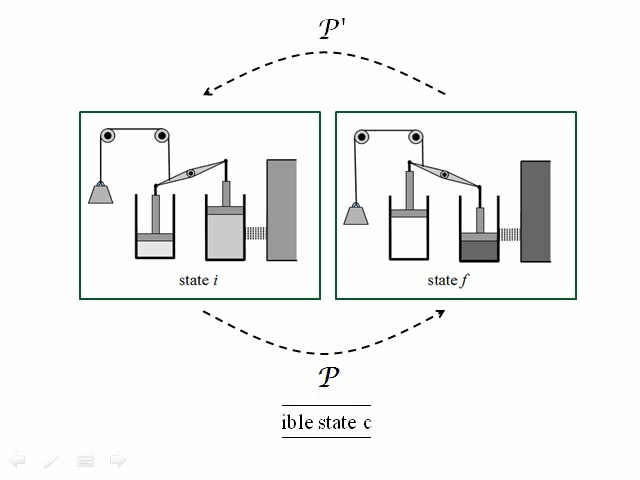 𝒫'
state i
state f
𝒫
ible state c